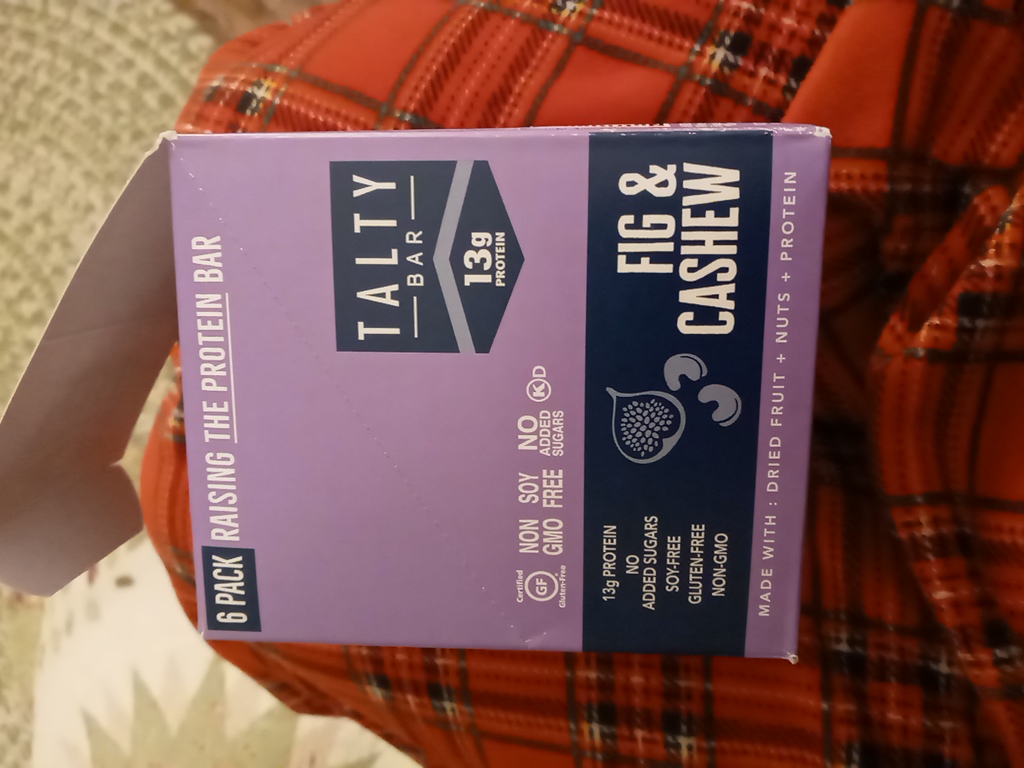 6 PACK RAISING THE PROTEIN BAR
TALTY
BAR
13g
PROTEIN
Certified
GF
Gluten-Free
NON
GMO
SOY
FREE
NO
ADDED
SUGARS
K D
FIG &
CASHEW
13g PROTEIN
NO
ADDED SUGARS
SOY-FREE
GLUTEN-FREE
NON-GMO
MADE WITH : DRIED FRUIT + NUTS + PROTEIN